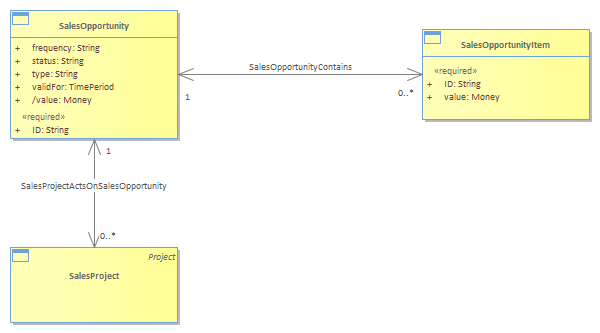 SalesOpportunity
+ frequency: String
+ status: String
+ type: String
+ validFor: TimePeriod
+ /value: Money
«required»
+ ID: String
SalesOpportunityContains
1
0..*
SalesOpportunityItem
«required»
+ ID: String
+ value: Money
1
SalesProjectActsOnSalesOpportunity
0..*
Project
SalesProject